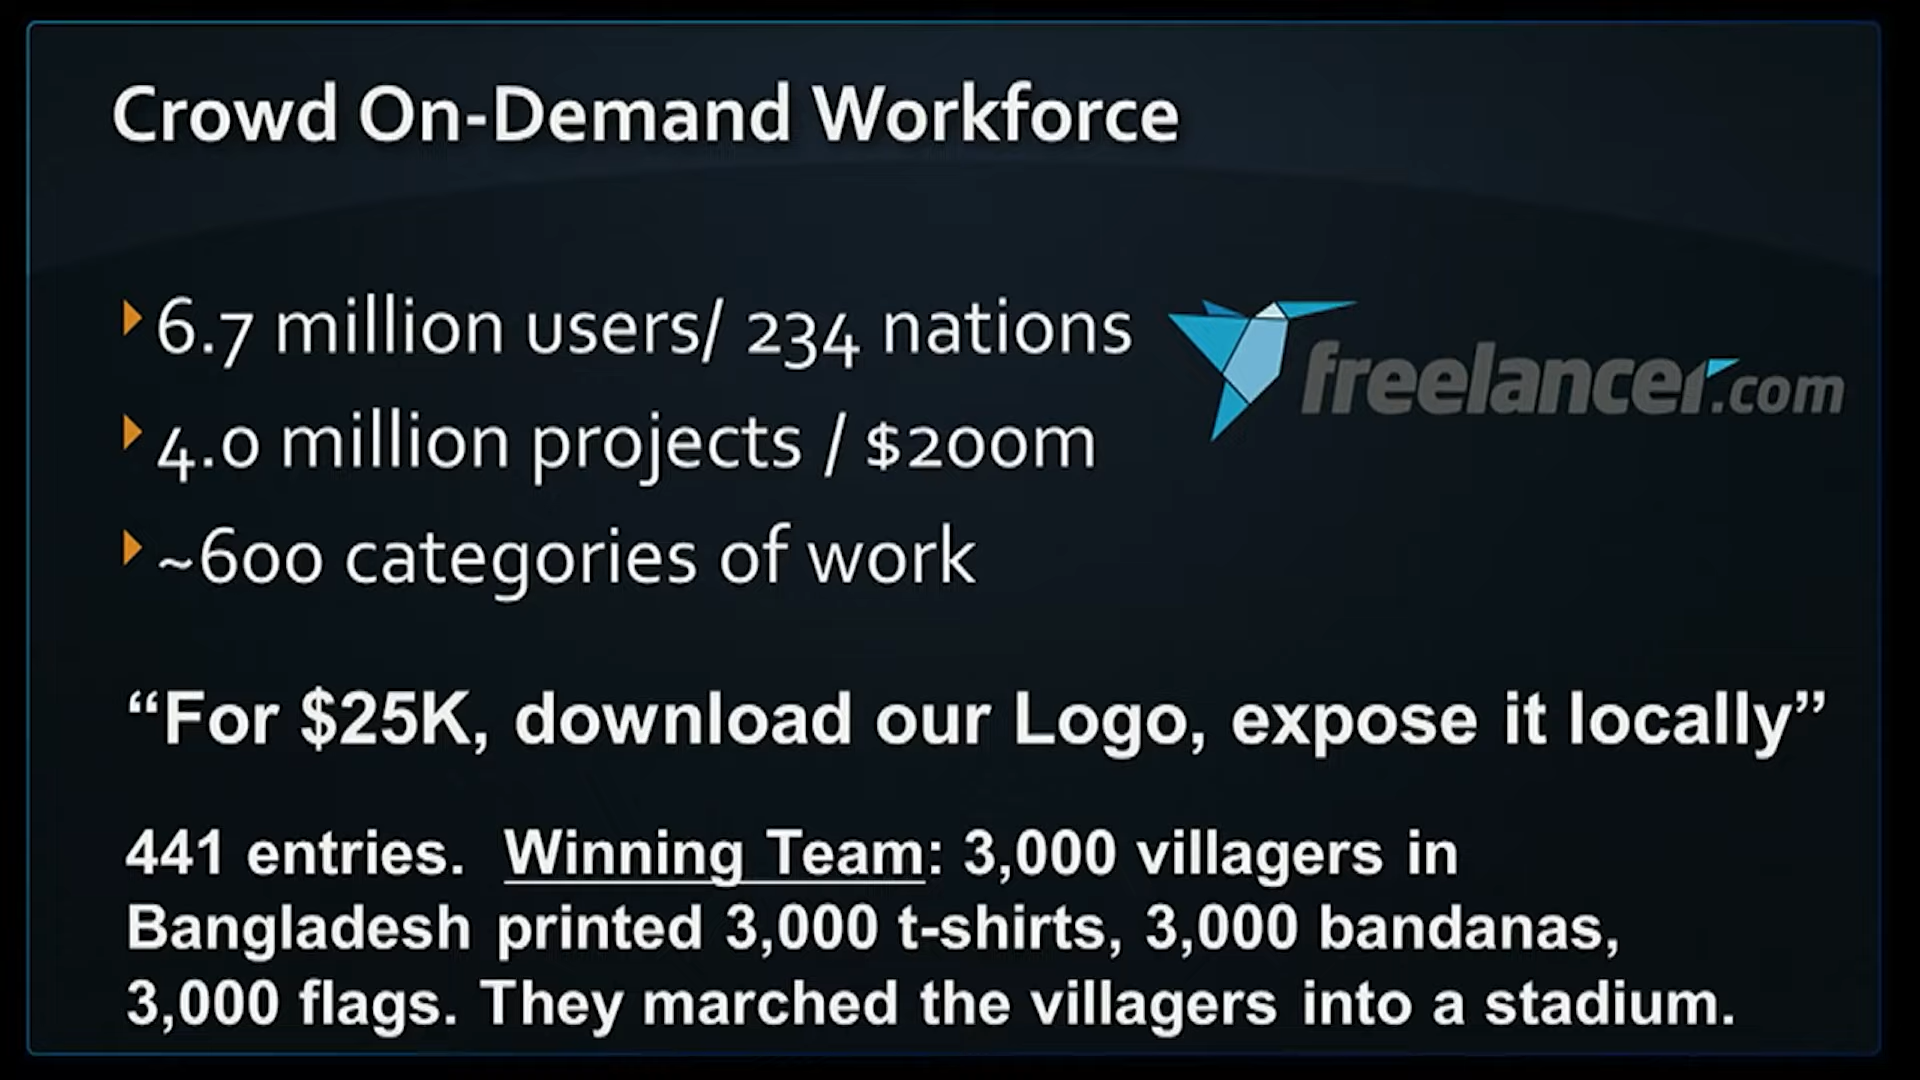 Crowd On-Demand Workforce
6.7 million users/ 234 nations
freelancer.com
4.0 million projects / $200m
~600 categories of work
“For $25K, download our Logo, expose it locally”
441 entries. Winning Team: 3,000 villagers in
Bangladesh printed 3,000 t-shirts, 3,000 bandanas,
3,000 flags. They marched the villagers into a stadium.